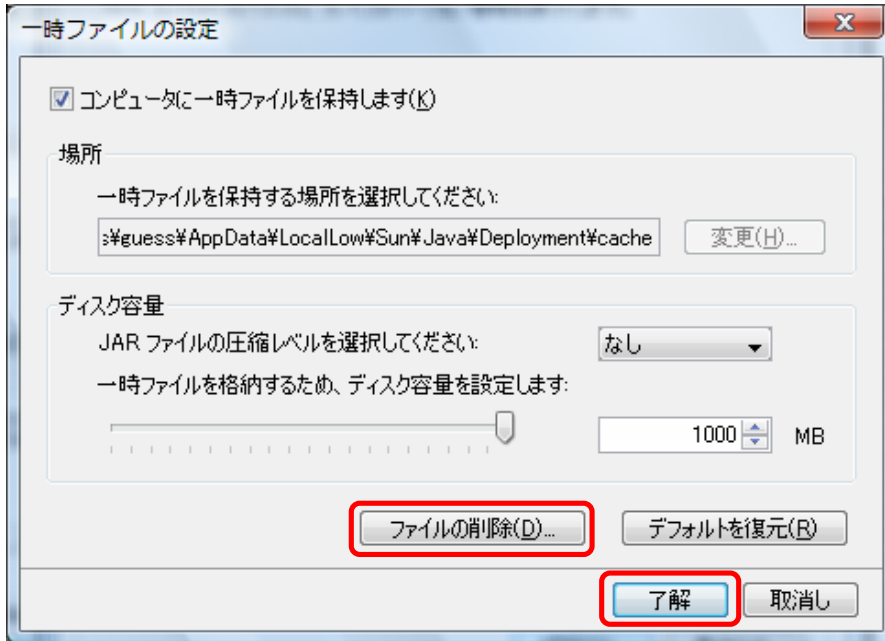 一時ファイルの設定
コンピュータに一時ファイルを保持します(K)
場所
一時ファイルを保持する場所を選択してください:
s¥guess¥AppData¥LocalLow¥Sun¥Java¥Deployment¥cache
変更(H)...
ディスク容量
JAR ファイルの圧縮レベルを選択してください:
なし
一時ファイルを格納するため、ディスク容量を設定します:
1000 MB
ファイルの削除(D)...
デフォルトを復元(R)
了解
取消し